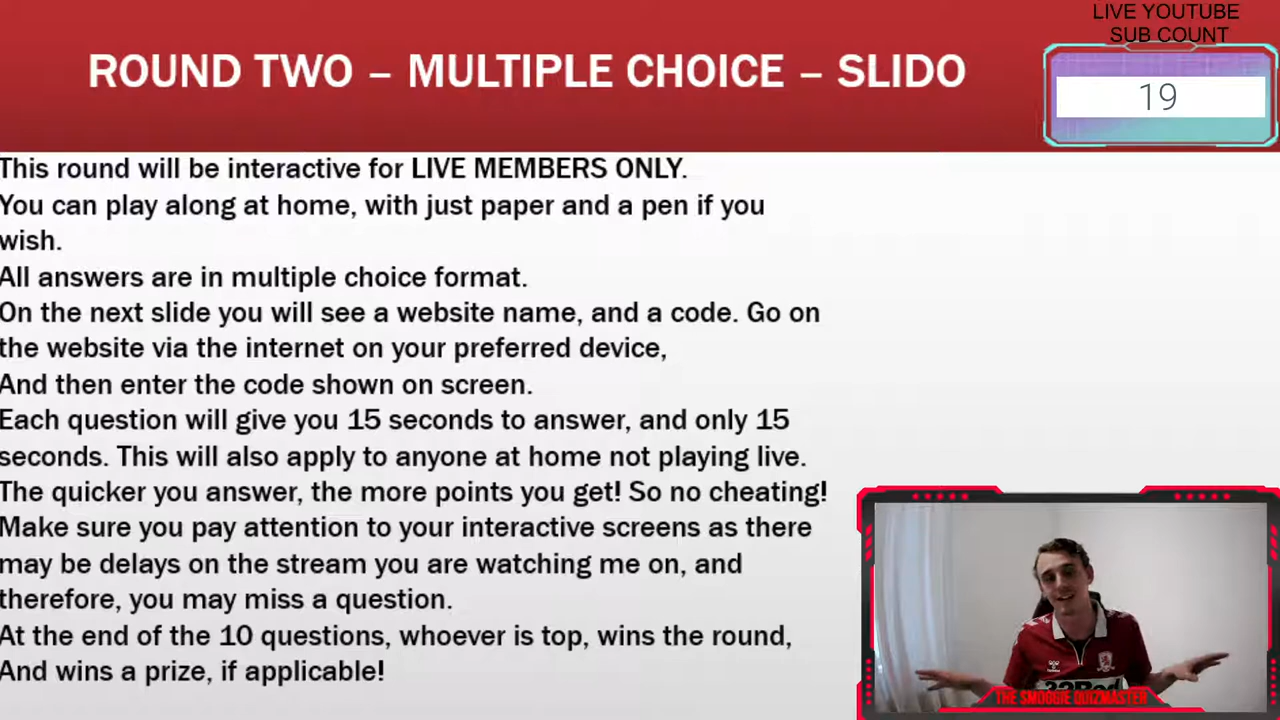 LIVE YOUTUBE
SUB COUNT
ROUND TWO – MULTIPLE CHOICE – SLIDO
19
This round will be interactive for LIVE MEMBERS ONLY.
You can play along at home, with just paper and a pen if you
wish.
All answers are in multiple choice format.
On the next slide you will see a website name, and a code. Go on
the website via the internet on your preferred device,
And then enter the code shown on screen.
Each question will give you 15 seconds to answer, and only 15
seconds. This will also apply to anyone at home not playing live.
The quicker you answer, the more points you get! So no cheating!
Make sure you pay attention to your interactive screens as there
may be delays on the stream you are watching me on, and
therefore, you may miss a question.
At the end of the 10 questions, whoever is top, wins the round,
And wins a prize, if applicable!
32Red
THE SMOGGIE QUIZMASTER